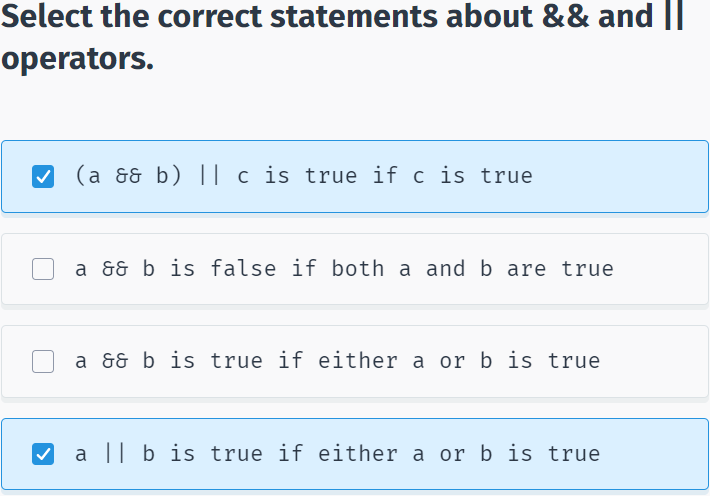 Select the correct statements about && and ||
operators.
(a && b) || c is true if c is true
a && b is false if both a and b are true
a && b is true if either a or b is true
a || b is true if either a or b is true